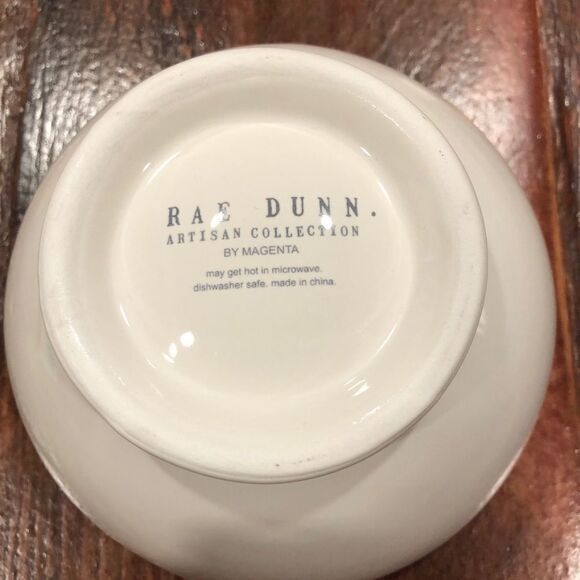 RAE DUNN.
ARTISAN COLLECTION
BY MAGENTA
may get hot in microwave.
dishwasher safe. made in china.